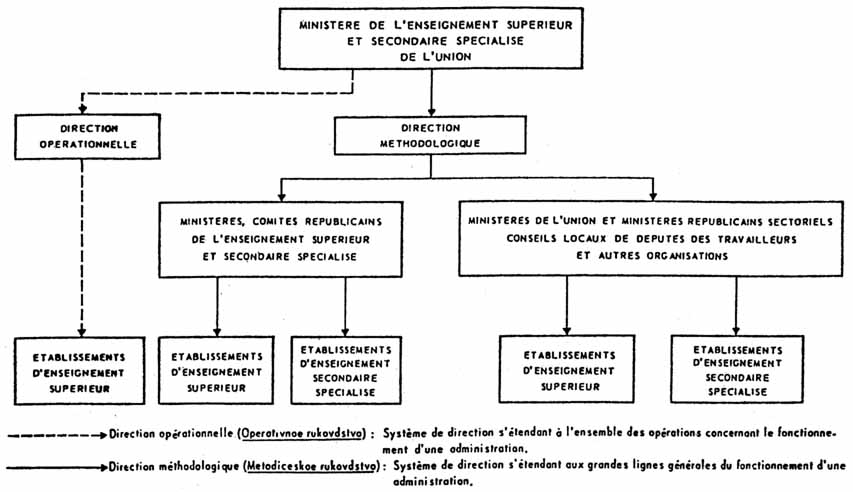 MINISTERE DE L'ENSEIGNEMENT SUPERIEUR
ET SECONDAIRE SPECIALISE
DE L'UNION
DIRECTION
OPERATIONNELLE
DIRECTION
METHODOLOGIQUE
MINISTERES, COMITES REPUBLICAINS
DE L'ENSEIGNEMENT SUPERIEUR
ET SECONDAIRE SPECIALISE
MINISTERES DE L'UNION ET MINISTERES REPUBLICAINS SECTORIELS
CONSEILS LOCAUX DE DEPUTES DES TRAVAILLEURS
ET AUTRES ORGANISATIONS
ETABLISSEMENTS
D'ENSEIGNEMENT
SUPERIEUR
ETABLISSEMENTS
D'ENSEIGNEMENT
SUPERIEUR
ETABLISSEMENTS
D'ENSEIGNEMENT
SECONDAIRE
SPECIALISE
ETABLISSEMENTS
D'ENSEIGNEMENT
SUPERIEUR
ETABLISSEMENTS
D'ENSEIGNEMENT
SECONDAIRE
SPECIALISE
Direction opérationnelle (Operativnoe rukovdstvo) : Système de direction s'étendant à l'ensemble des opérations concernant le fonctionne-
ment d'une administration.
Direction méthodologique (Metodiceskoe rukovdstvo) : Système de direction s'étendant aux grandes lignes générales du fonctionnement d'une
administration.